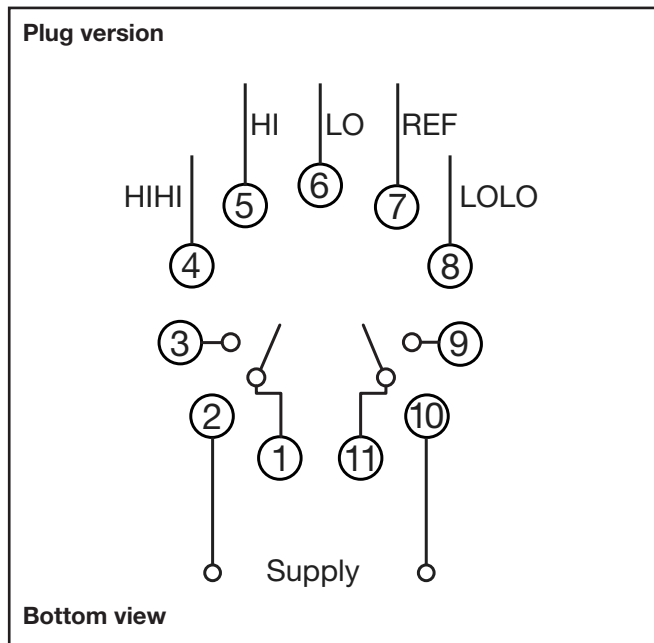 Plug version
HI LO REF
HIHI 5 6 7 LOLO
4 8
3 9
2 10
1 11
Supply
Bottom view